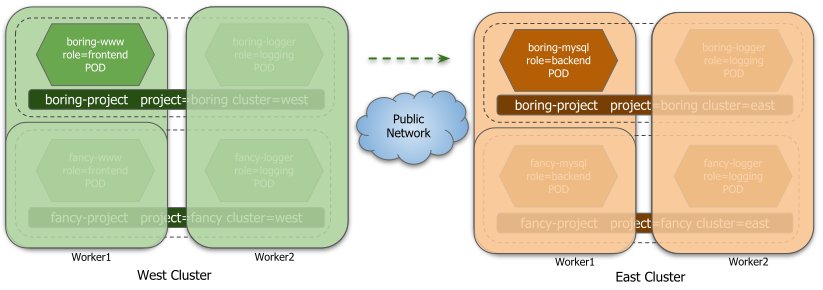 boring-www
role=frontend
POD
boring-logger
role=logging
POD
boring-project project=boring cluster=west
fancy-www
role=frontend
POD
fancy-logger
role=logging
POD
fancy-project project=fancy cluster=west
Worker1
Worker2
West Cluster
Public
Network
boring-mysql
role=backend
POD
boring-logger
role=logging
POD
boring-project project=boring cluster=east
fancy-mysql
role=backend
POD
fancy-logger
role=logging
POD
fancy-project project=fancy cluster=east
Worker1
Worker2
East Cluster